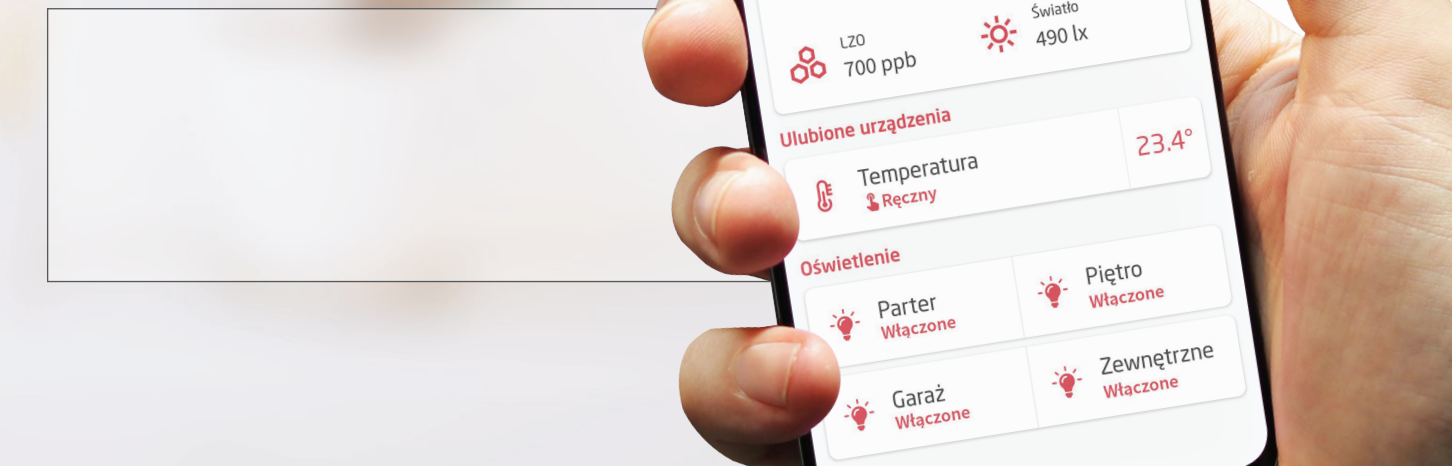 LZO
700 ppb
Światło
490 lx
Ulubione urządzenia
Temperatura
Ręczny
23.4°
Oświetlenie
Parter
Włączone
Piętro
Włączone
Garaż
Włączone
Zewnętrzne
Włączone